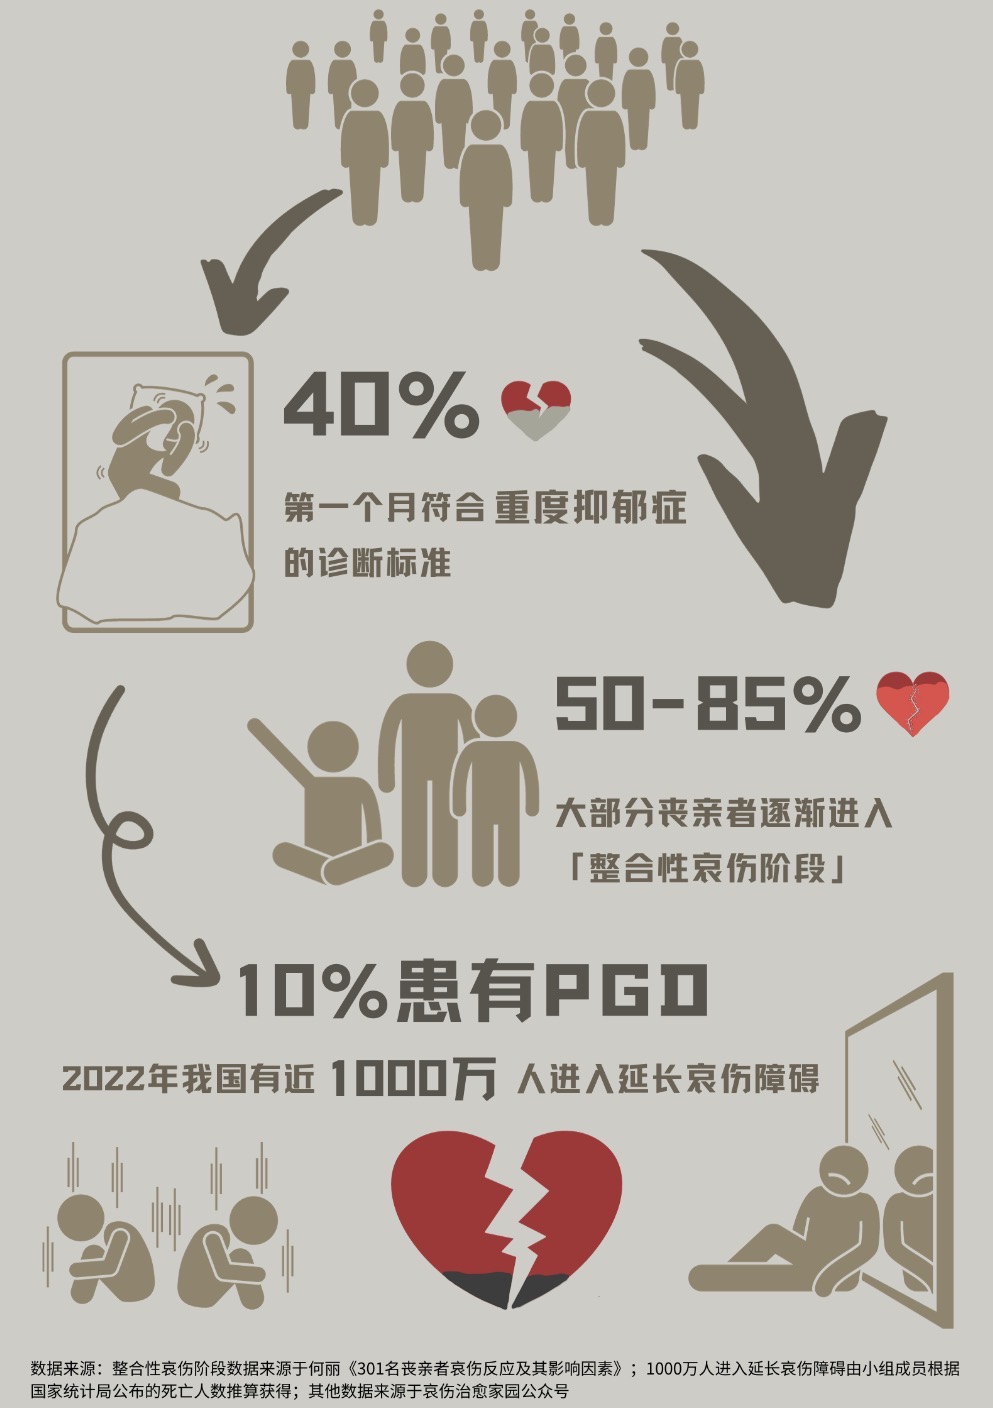 40%
第一个月符合重度抑郁症
的诊断标准
50-85%
大部分丧亲者逐渐进入
「整合性哀伤阶段」
10%患有PGD
2022年我国有近 1000万 人进入延长哀伤障碍
数据来源：整合性哀伤阶段数据来源于何丽《301名丧亲者哀伤反应及其影响因素》；1000万人进入延长哀伤障碍由小组成员根据
国家统计局公布的死亡人数推算获得；其他数据来源于哀伤治愈家园公众号